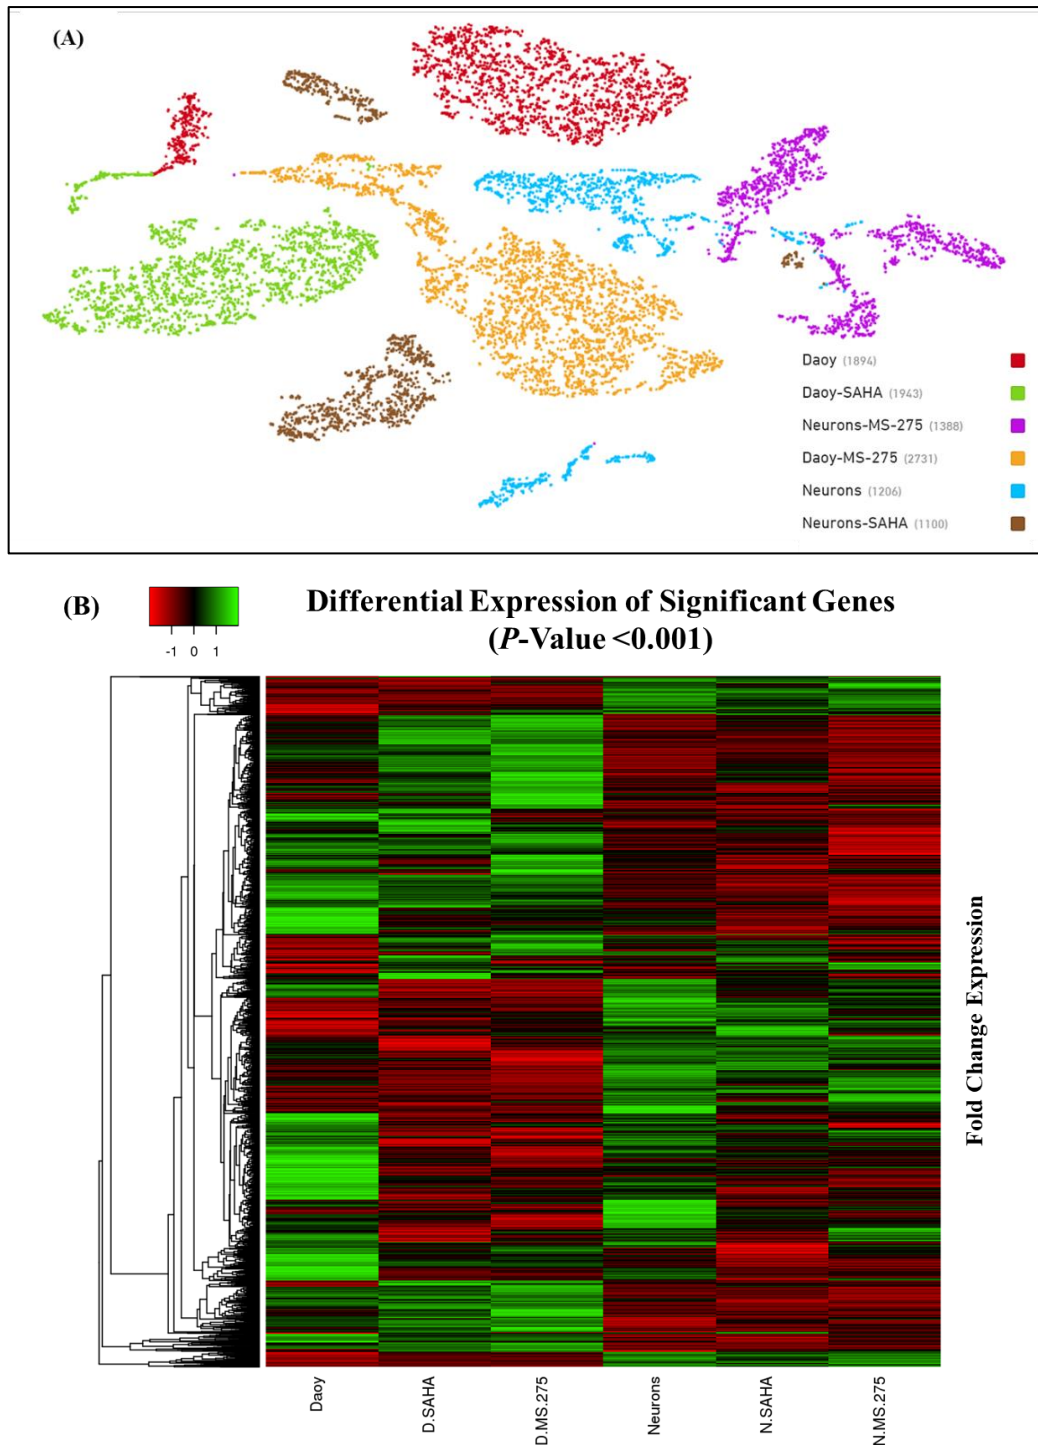 (A)
Daoy (1894)
Daoy-SAHA (1943)
Neurons-MS-275 (1388)
Daoy-MS-275 (2731)
Neurons (1206)
Neurons-SAHA (1100)
(B)
Differential Expression of Significant Genes
(P-Value <0.001)
-1 0 1
Fold Change Expression
Daoy
D.SAHA
D.MS.275
Neurons
N.SAHA
N.MS.275